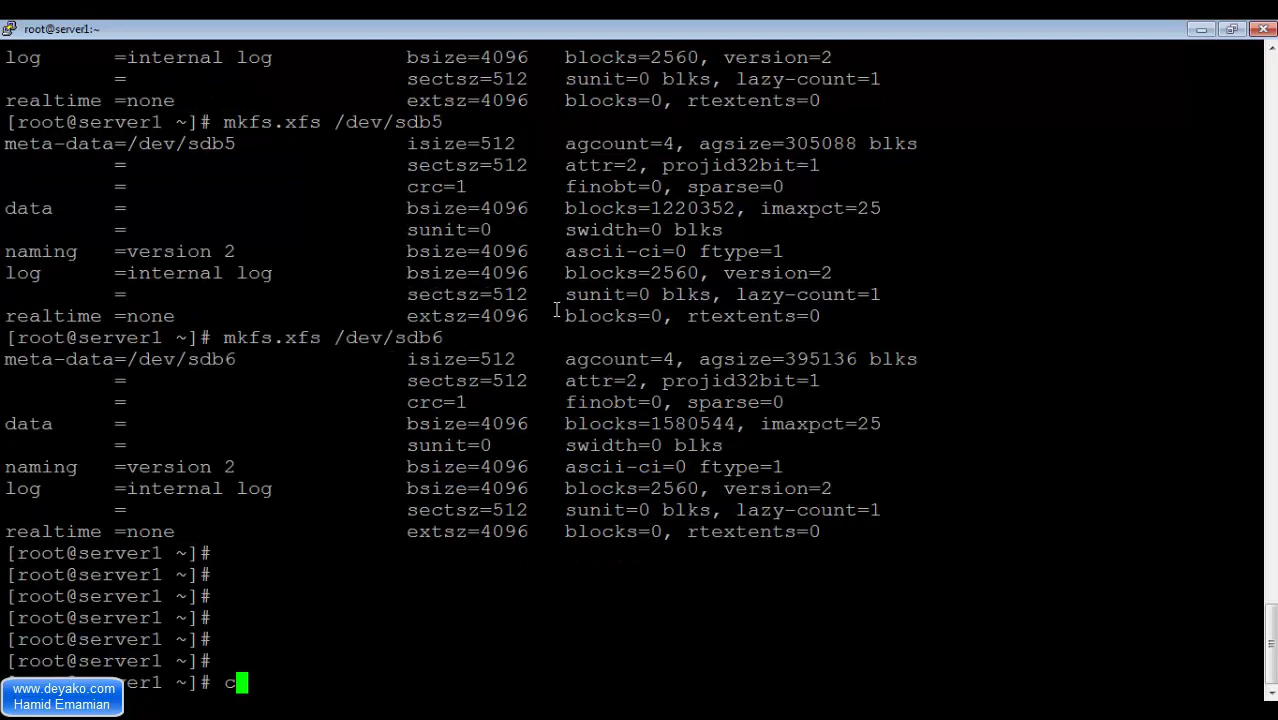 root@server1:~
log      =internal log           bsize=4096   blocks=2560, version=2
         =                       sectsz=512   sunit=0 blks, lazy-count=1
realtime =none                   extsz=4096   blocks=0, rtextents=0
[root@server1 ~]# mkfs.xfs /dev/sdb5
meta-data=/dev/sdb5              isize=512    agcount=4, agsize=305088 blks
         =                       sectsz=512   attr=2, projid32bit=1
         =                       crc=1        finobt=0, sparse=0
data     =                       bsize=4096   blocks=1220352, imaxpct=25
         =                       sunit=0      swidth=0 blks
naming   =version 2              bsize=4096   ascii-ci=0 ftype=1
log      =internal log           bsize=4096   blocks=2560, version=2
         =                       sectsz=512   sunit=0 blks, lazy-count=1
realtime =none                   extsz=4096   blocks=0, rtextents=0
[root@server1 ~]# mkfs.xfs /dev/sdb6
meta-data=/dev/sdb6              isize=512    agcount=4, agsize=395136 blks
         =                       sectsz=512   attr=2, projid32bit=1
         =                       crc=1        finobt=0, sparse=0
data     =                       bsize=4096   blocks=1580544, imaxpct=25
         =                       sunit=0      swidth=0 blks
naming   =version 2              bsize=4096   ascii-ci=0 ftype=1
log      =internal log           bsize=4096   blocks=2560, version=2
         =                       sectsz=512   sunit=0 blks, lazy-count=1
realtime =none                   extsz=4096   blocks=0, rtextents=0
[root@server1 ~]#
[root@server1 ~]#
[root@server1 ~]#
[root@server1 ~]#
[root@server1 ~]#
[root@server1 ~]#
erver1 ~]# c
www.deyako.com
Hamid Emamian